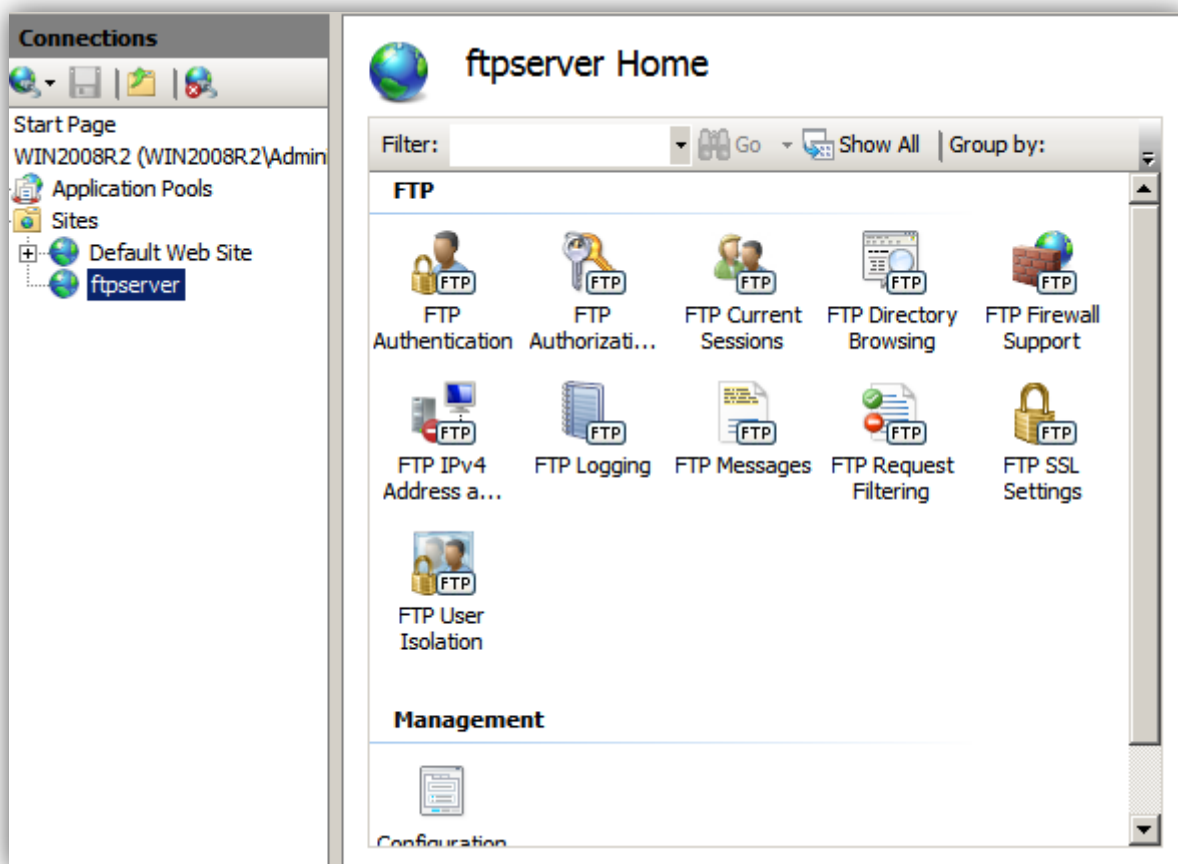 Connections
Start Page
WIN2008R2 (WIN2008R2\Admini
Application Pools
Sites
Default Web Site
ftpserver
ftpserver Home
Filter: Go Show All Group by:
FTP
FTP FTP FTP FTP FTP
FTP FTP FTP Current FTP Directory FTP Firewall
Authentication Authorizati... Sessions Browsing Support
FTP FTP FTP FTP FTP
FTP IPv4 FTP Logging FTP Messages FTP Request FTP SSL
Address a... Filtering Settings
FTP
FTP User
Isolation
Management
Configuration